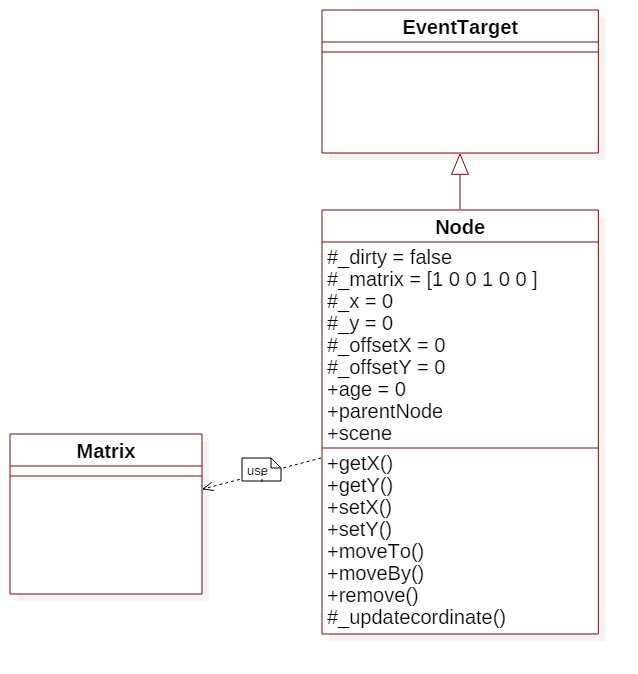 EventTarget
Node
#_dirty = false
#_matrix = [1 0 0 1 0 0 ]
#_x = 0
#_y = 0
#_offsetX = 0
#_offsetY = 0
+age = 0
+parentNode
+scene
+getX()
+getY()
+setX()
+setY()
+moveTo()
+moveBy()
+remove()
#_updatecordinate()
Matrix
use